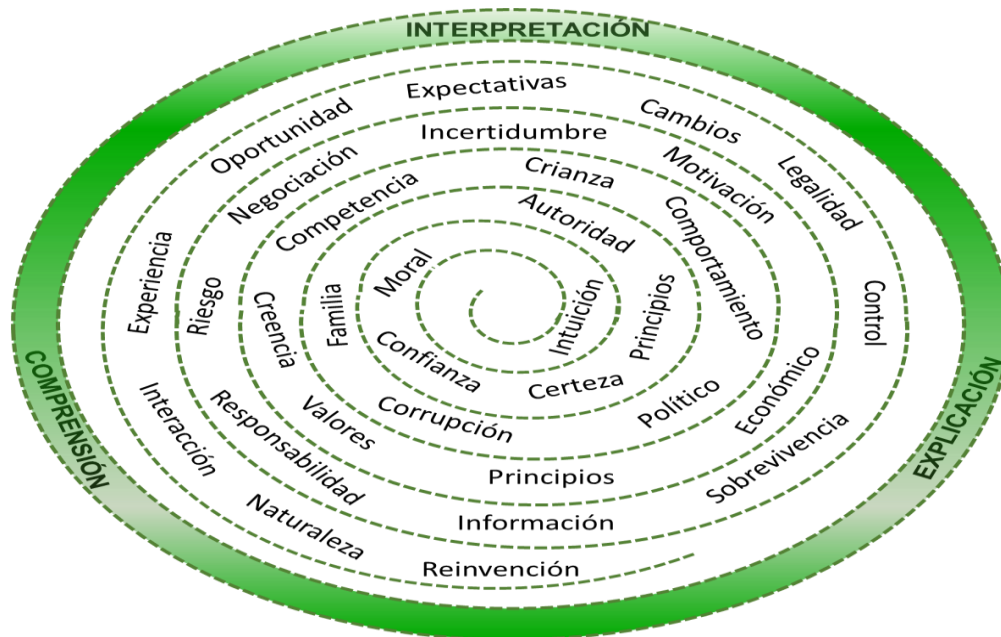 INTERPRETACIÓN
Expectativas
Oportunidad
Cambios
Incertidumbre
Negociación
Motivación
Legalidad
Crianza
Competencia
Autoridad
Comportamiento
Moral
Experiencia
Riesgo
Creencia
Familia
Intuición
Principios
Control
Confianza
Certeza
COMPRENSIÓN
EXPLICACIÓN
Interacción
Responsabilidad
Valores
Corrupción
Político
Económico
Sobrevivencia
Principios
Naturaleza
Información
Reinvención